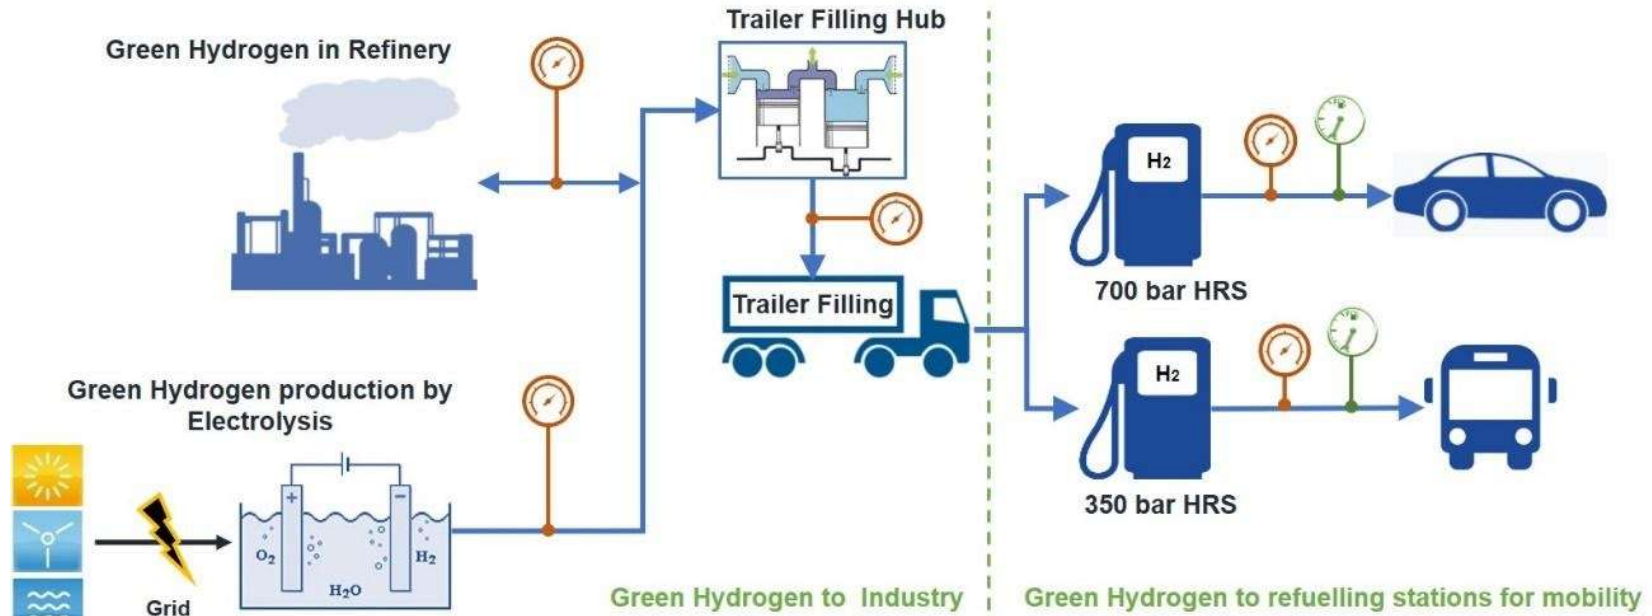 Trailer Filling Hub
Green Hydrogen in Refinery
H2
700 bar HRS
Trailer Filling
H2
350 bar HRS
Green Hydrogen production by
Electrolysis
+
−
O2
H2
H2O
Grid
Green Hydrogen to Industry
Green Hydrogen to refuelling stations for mobility